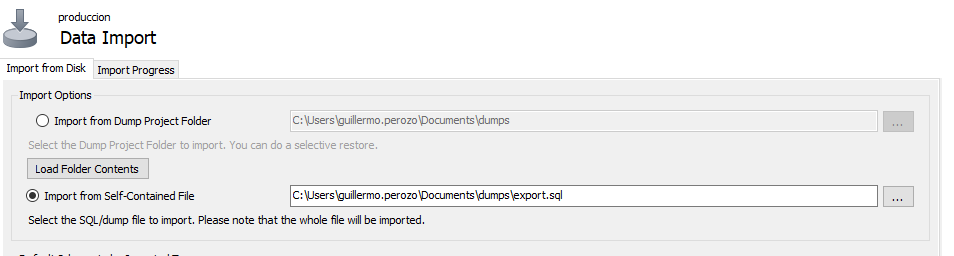 produccion
Data Import
Import from Disk
Import Progress
Import Options
Import from Dump Project Folder
C:\Users\guillermo.perozo\Documents\dumps
...
Select the Dump Project Folder to import. You can do a selective restore.
Load Folder Contents
Import from Self-Contained File
C:\Users\guillermo.perozo\Documents\dumps\export.sql
...
Select the SQL/dump file to import. Please note that the whole file will be imported.